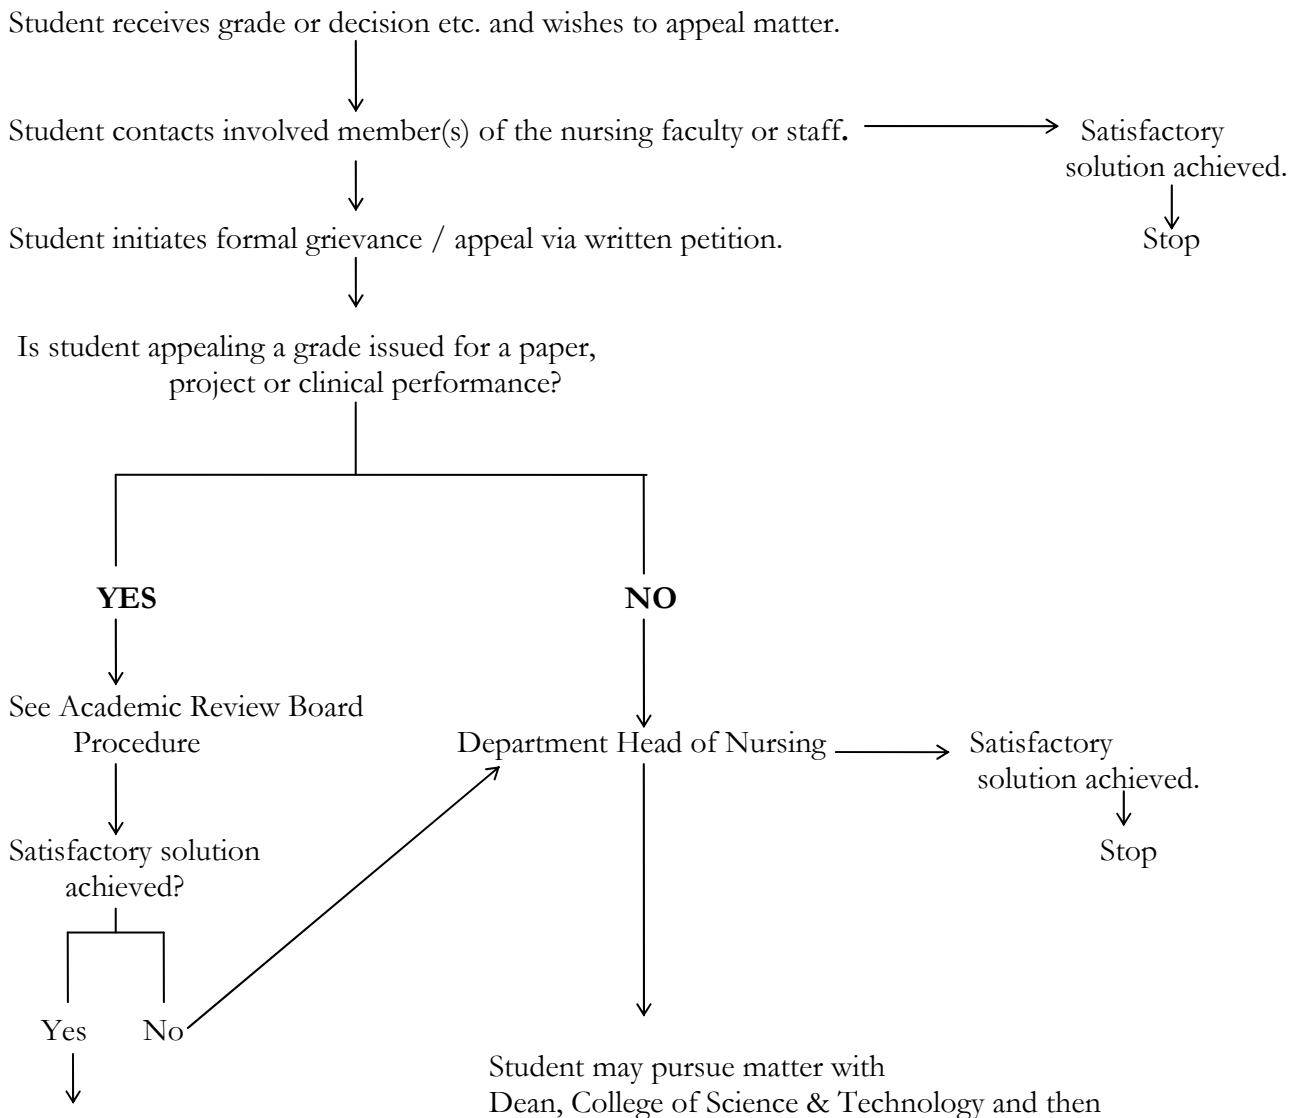 Student receives grade or decision etc. and wishes to appeal matter.
Student contacts involved member(s) of the nursing faculty or staff.
Satisfactory
solution achieved.
Stop
Student initiates formal grievance / appeal via written petition.
Is student appealing a grade issued for a paper,
project or clinical performance?
YES
NO
See Academic Review Board
Procedure
Department Head of Nursing
Satisfactory
solution achieved.
Stop
Satisfactory solution
achieved?
Yes
No
Student may pursue matter with
Dean, College of Science & Technology and then